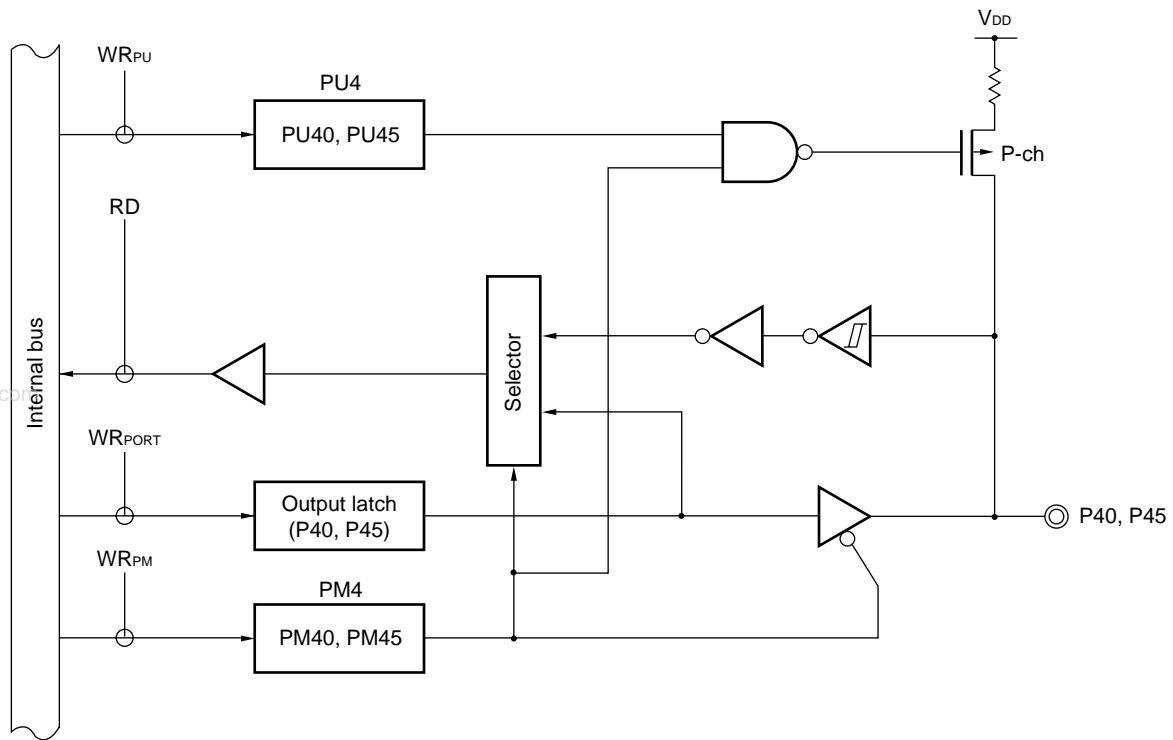 VDD
WRPU
PU4
PU40, PU45
P-ch
RD
Internal bus
Selector
com
WRPORT
Output latch
(P40, P45)
P40, P45
WRPM
PM4
PM40, PM45